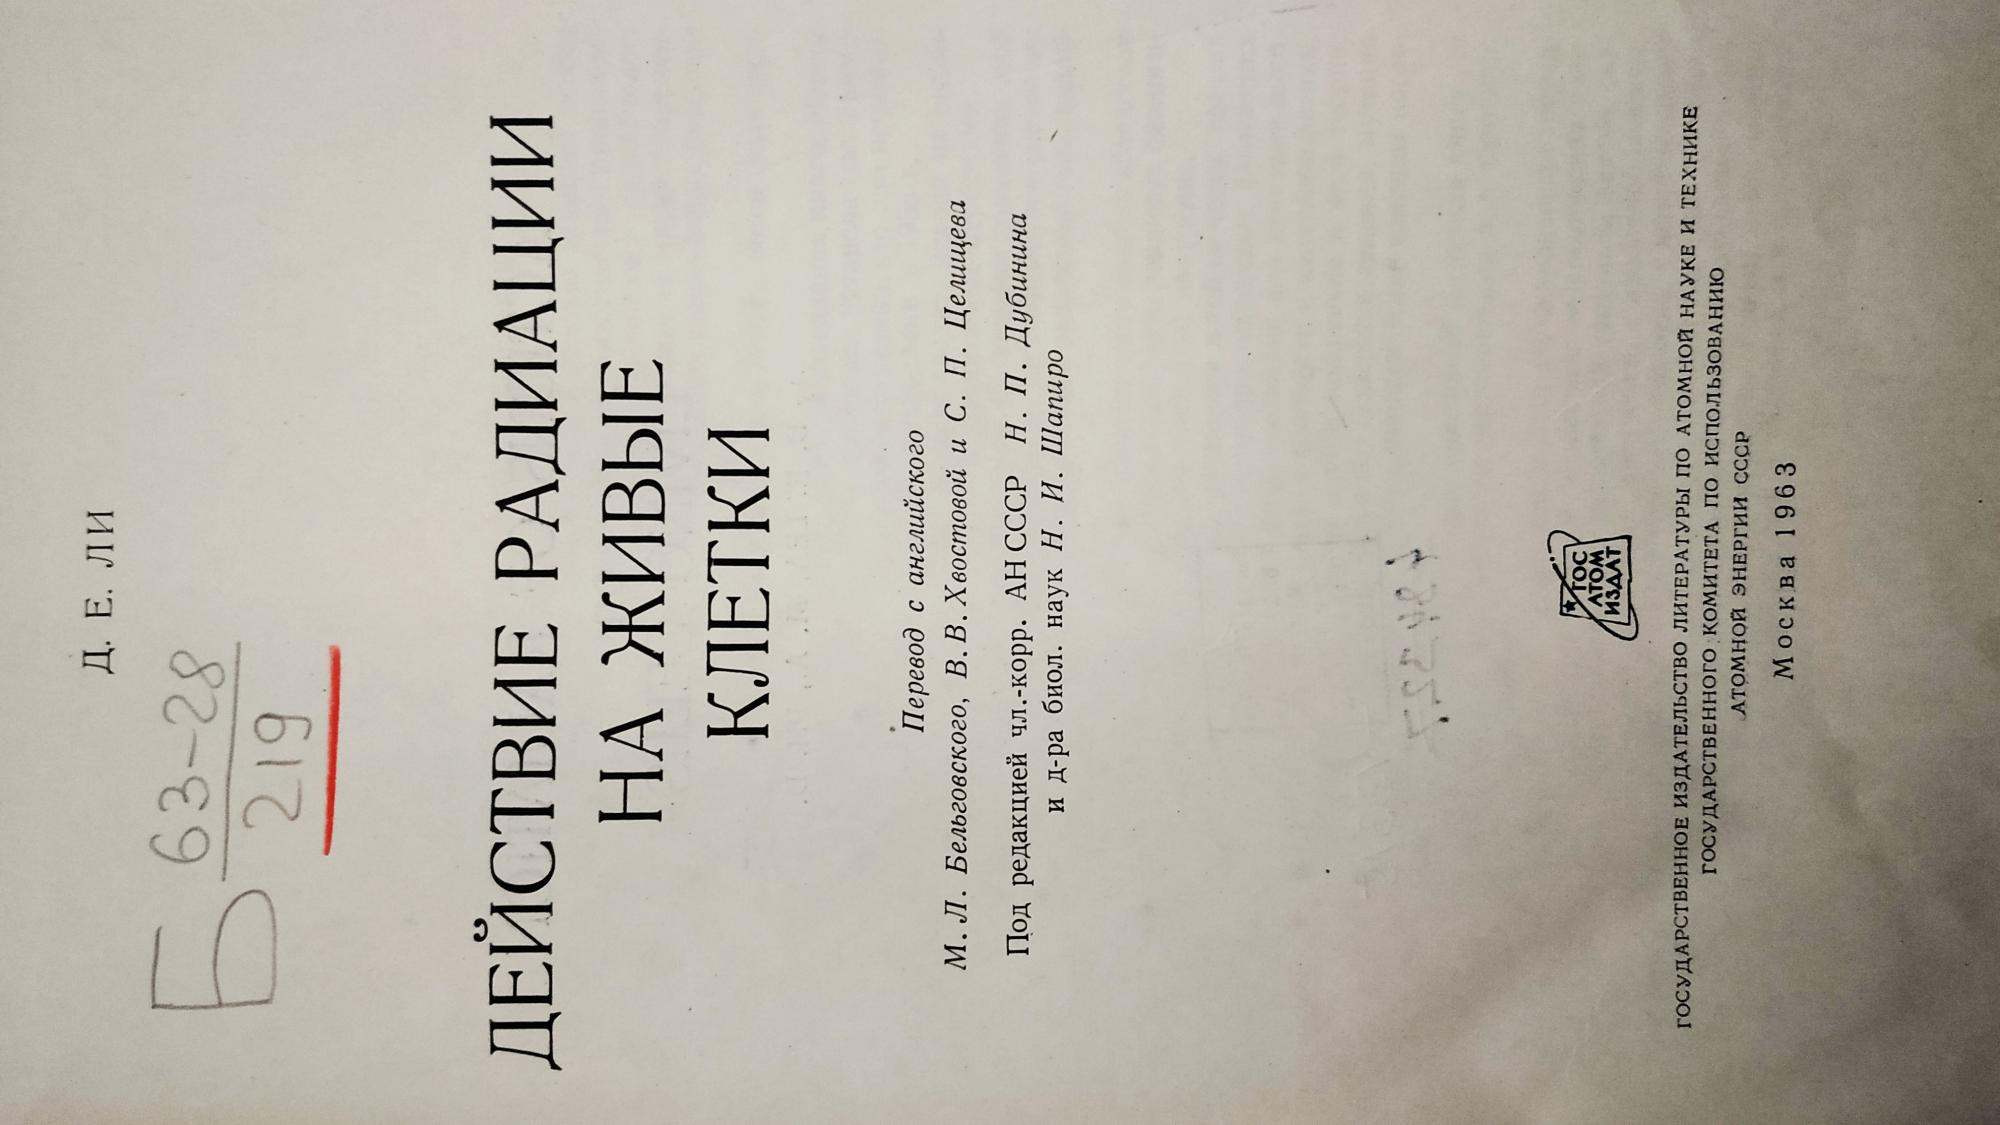 Д. Е. ЛИ
Б 63-28
219
ДЕЙСТВИЕ РАДИАЦИИ
НА ЖИВЫЕ
КЛЕТКИ
Перевод с английского
М. Л. Бельговского, В. В. Хвостовой и С. П. Целищева
Под редакцией чл.-корр. АН СССР Н. П. Дубинина
и д-ра биол. наук Н. И. Шапиро
ГОС
АТОМ
ИЗДАТ
ГОСУДАРСТВЕННОЕ ИЗДАТЕЛЬСТВО ЛИТЕРАТУРЫ ПО АТОМНОЙ НАУКЕ И ТЕХНИКЕ
ГОСУДАРСТВЕННОГО КОМИТЕТА ПО ИСПОЛЬЗОВАНИЮ
АТОМНОЙ ЭНЕРГИИ СССР
Москва 1963